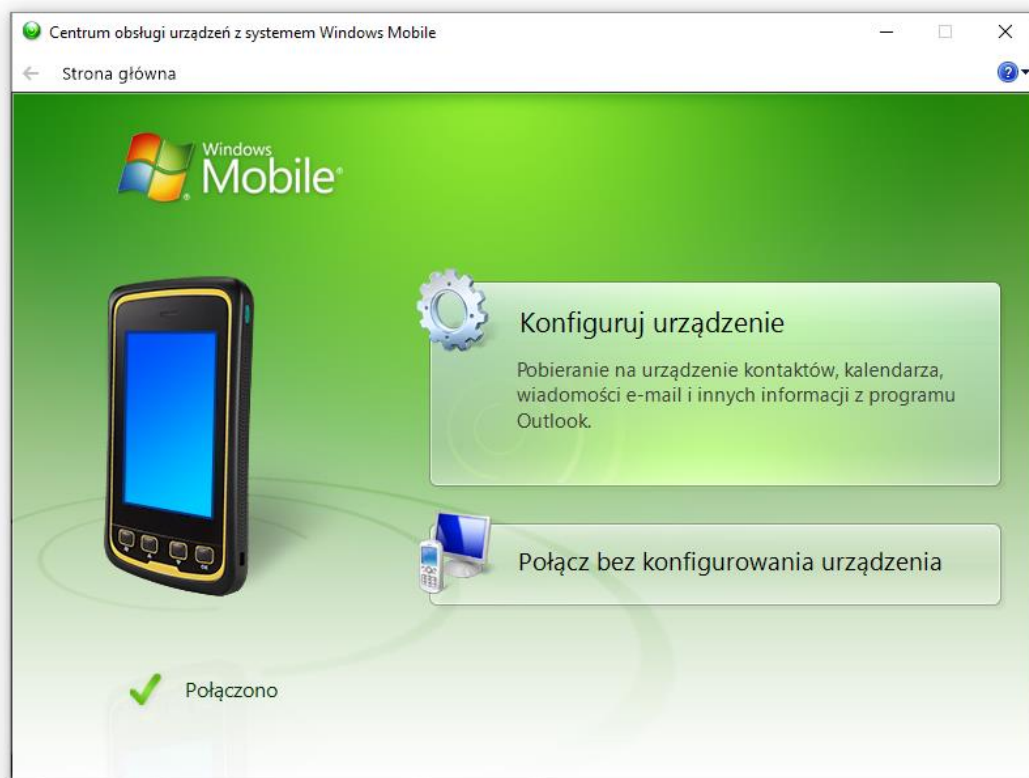 Centrum obsługi urządzeń z systemem Windows Mobile
Strona główna
Windows
Mobile®
Konfiguruj urządzenie
Pobieranie na urządzenie kontaktów, kalendarza,
wiadomości e-mail i innych informacji z programu
Outlook.
Połącz bez konfigurowania urządzenia
Połączono